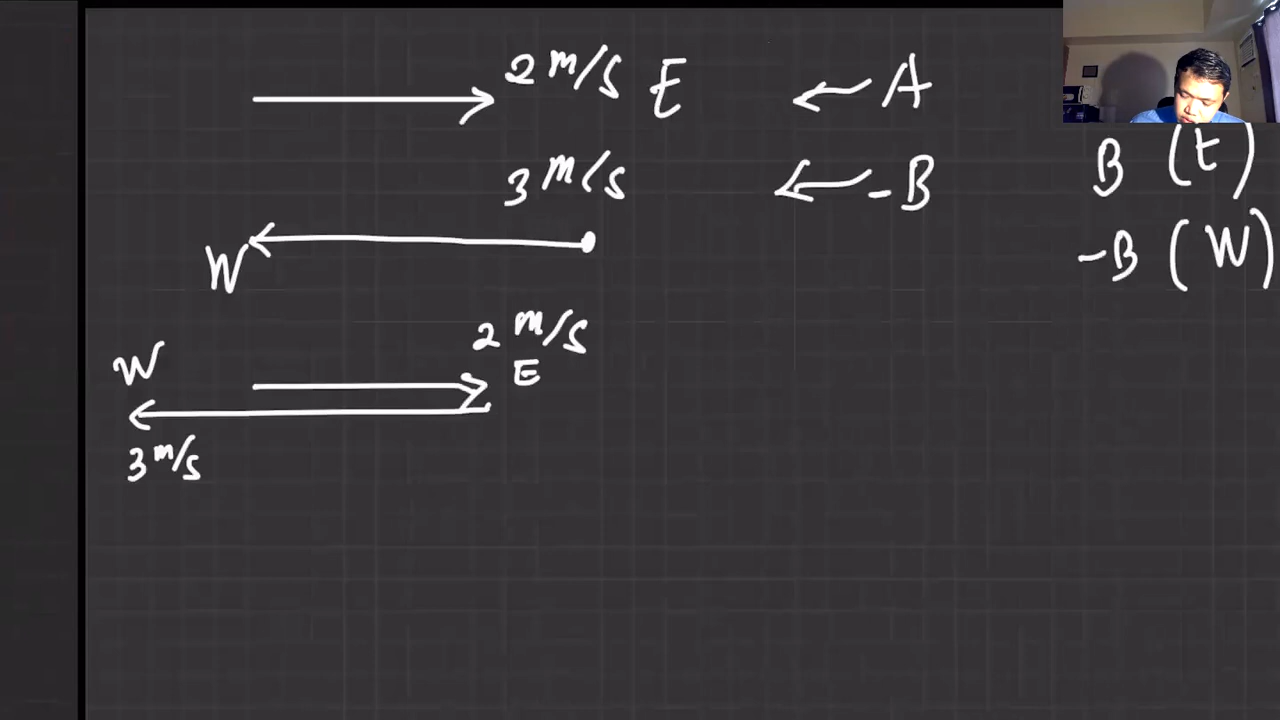 2 m/s E ← A
3 m/s ← -B B (t)
W -B (W)
2 m/s
W E
3 m/s